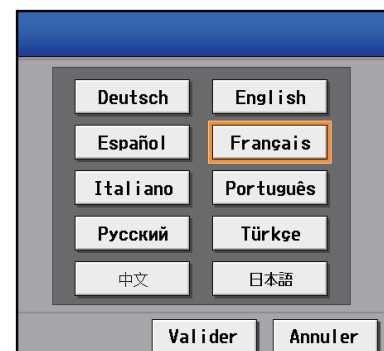 Deutsch English
Español Français
Italiano Português
Русский Türkçe
中文 日本語
Valider Annuler